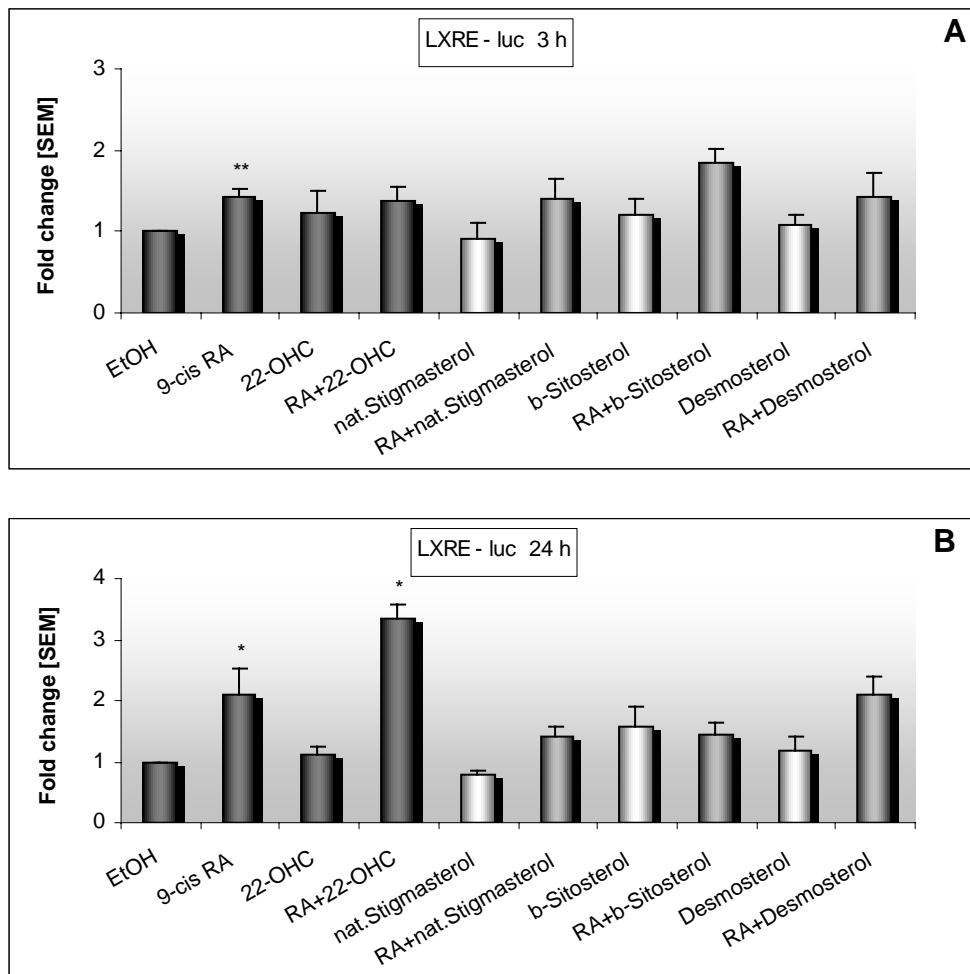 A
LXRE - luc 3 h
Fold change [SEM]
3
2
1
0
**
EtOH
9-cis RA
22-OHC
RA+22-OHC
nat.Stigmasterol
RA+nat.Stigmasterol
b-Sitosterol
RA+b-Sitosterol
Desmosterol
RA+Desmosterol
B
LXRE - luc 24 h
Fold change [SEM]
4
3
2
1
0
*
*
EtOH
9-cis RA
22-OHC
RA+22-OHC
nat.Stigmasterol
RA+nat.Stigmasterol
b-Sitosterol
RA+b-Sitosterol
Desmosterol
RA+Desmosterol